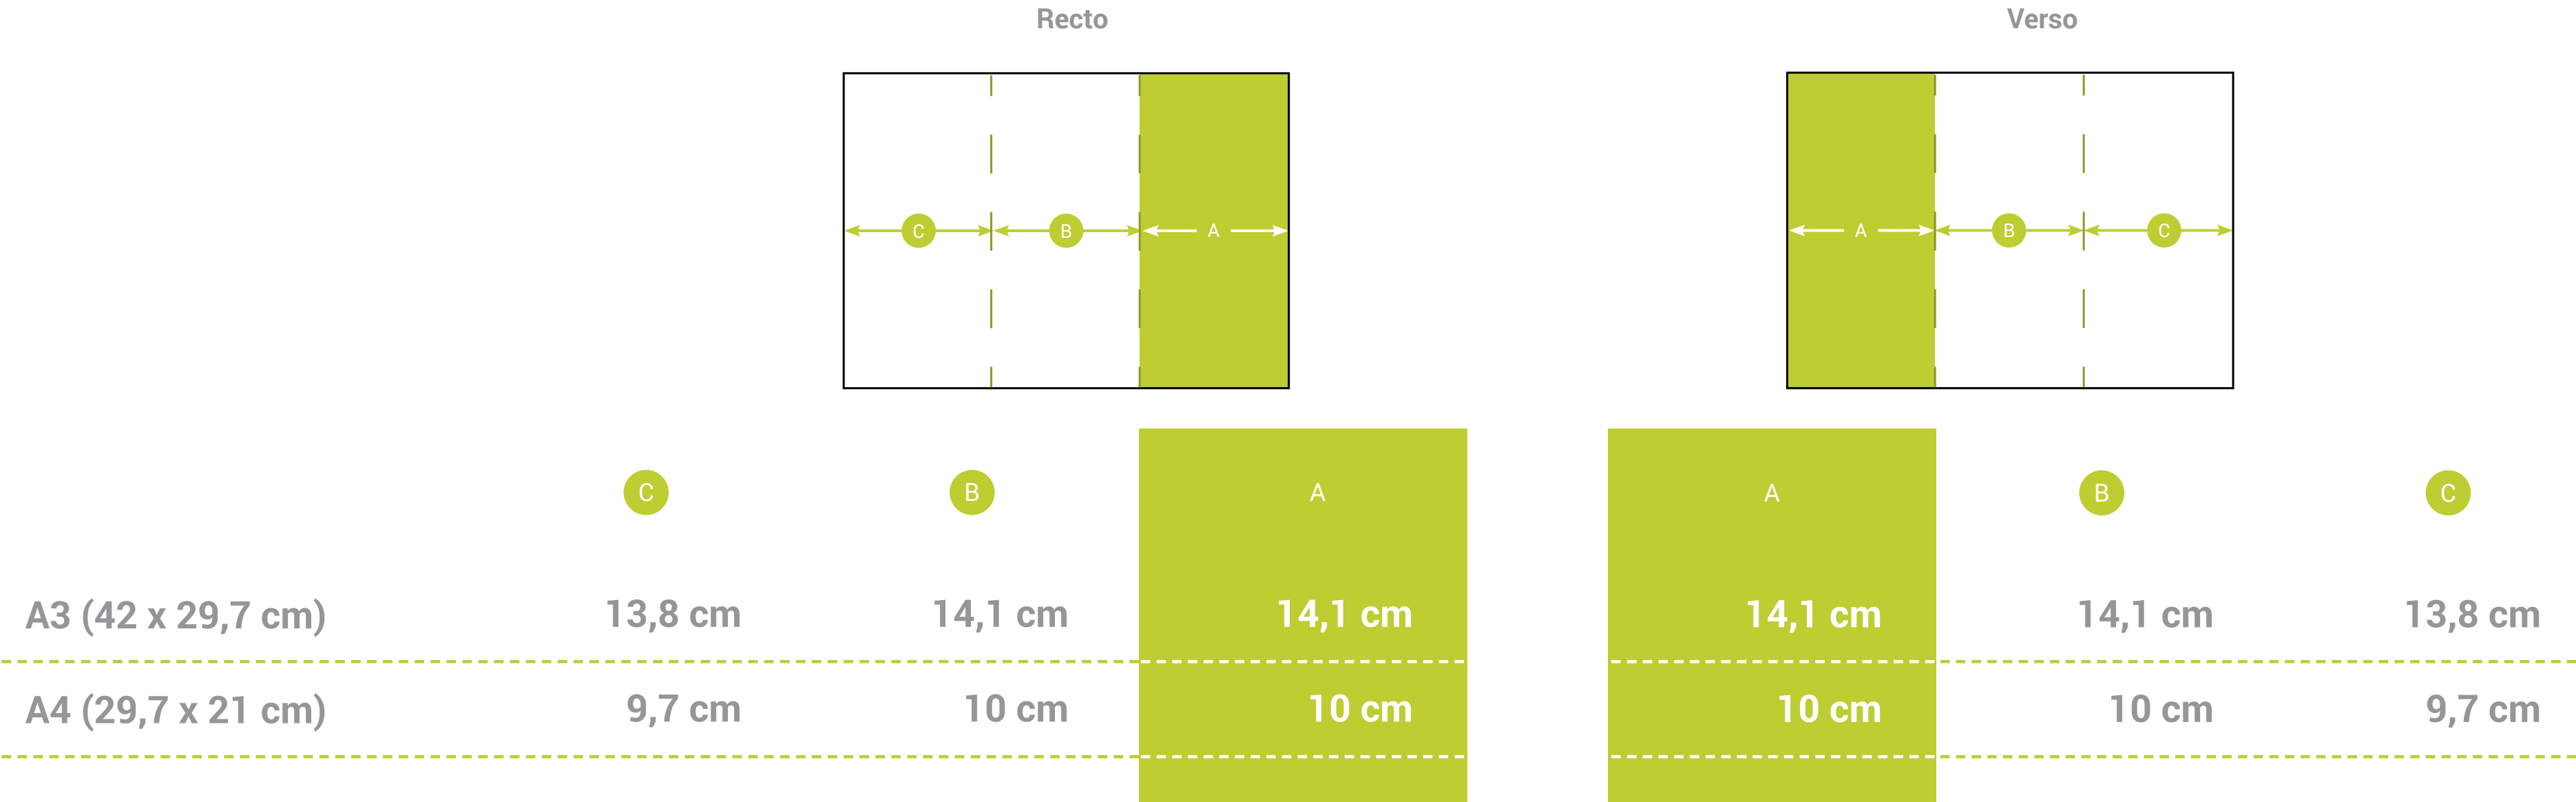 Recto Verso
C B A A B C
C B A A B C
A3 (42 x 29,7 cm) 13,8 cm 14,1 cm 14,1 cm 14,1 cm 14,1 cm 13,8 cm
A4 (29,7 x 21 cm) 9,7 cm 10 cm 10 cm 10 cm 10 cm 9,7 cm